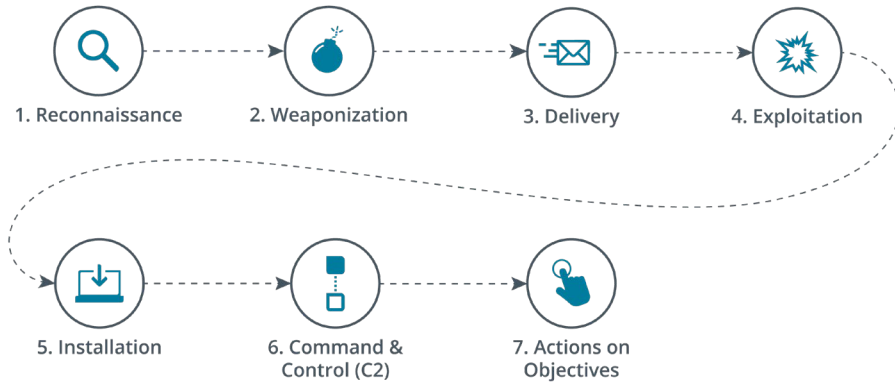 1. Reconnaissance
2. Weaponization
3. Delivery
4. Exploitation
5. Installation
6. Command &
Control (C2)
7. Actions on
Objectives